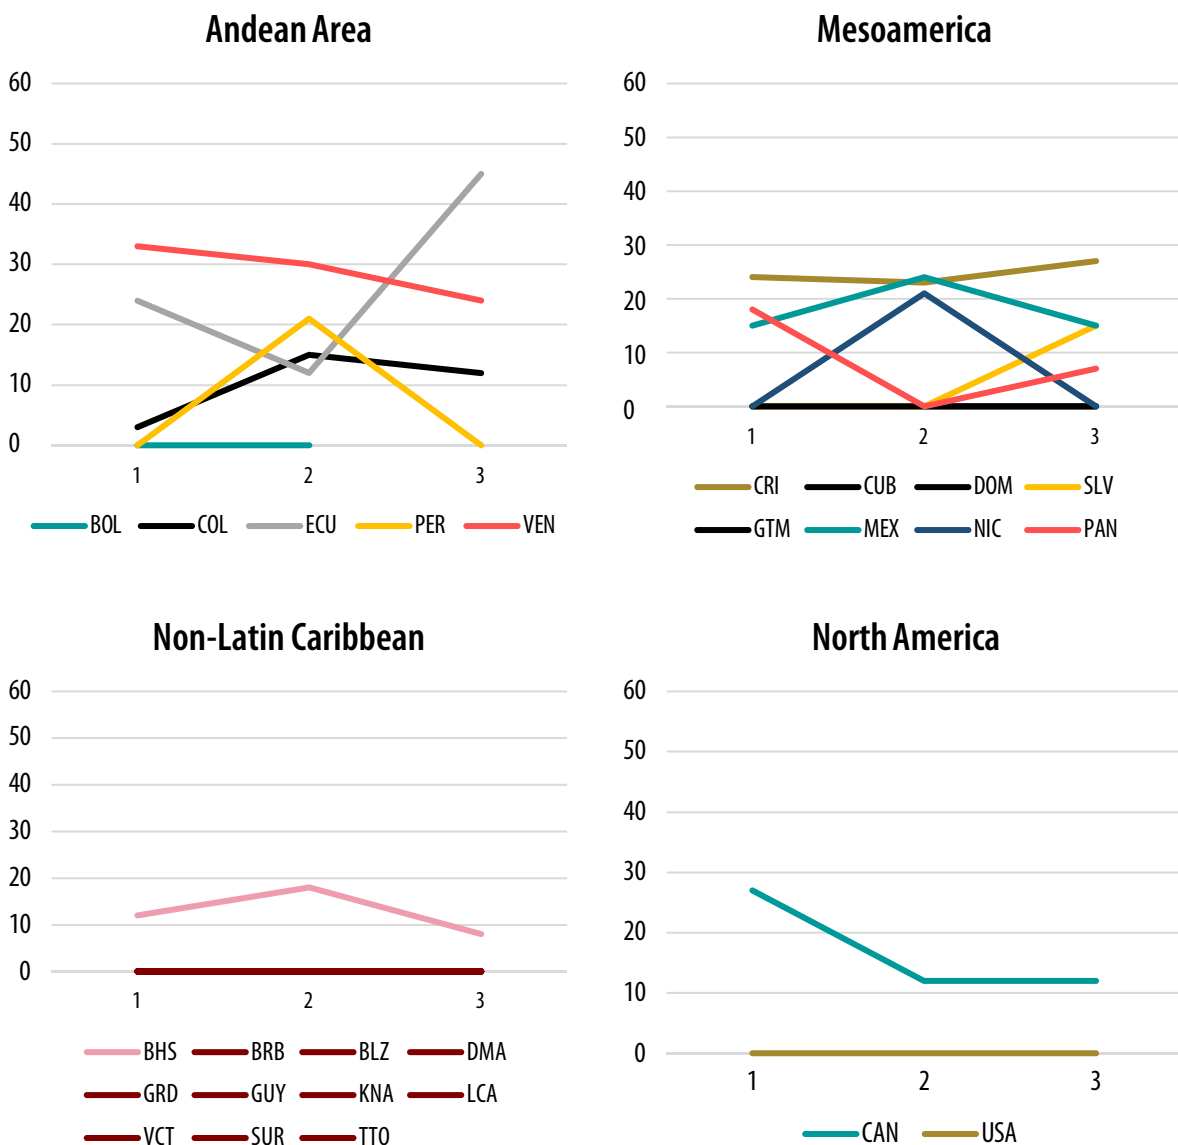 Andean Area
60
50
40
30
20
10
0
1 2 3
BOL COL ECU PER VEN
Mesoamerica
60
50
40
30
20
10
0
1 2 3
CRI CUB DOM SLV
GTM MEX NIC PAN
Non-Latin Caribbean
60
50
40
30
20
10
0
1 2 3
BHS BRB BLZ DMA
GRD GUY KNA LCA
VCT SUR TTO
North America
60
50
40
30
20
10
0
1 2 3
CAN USA